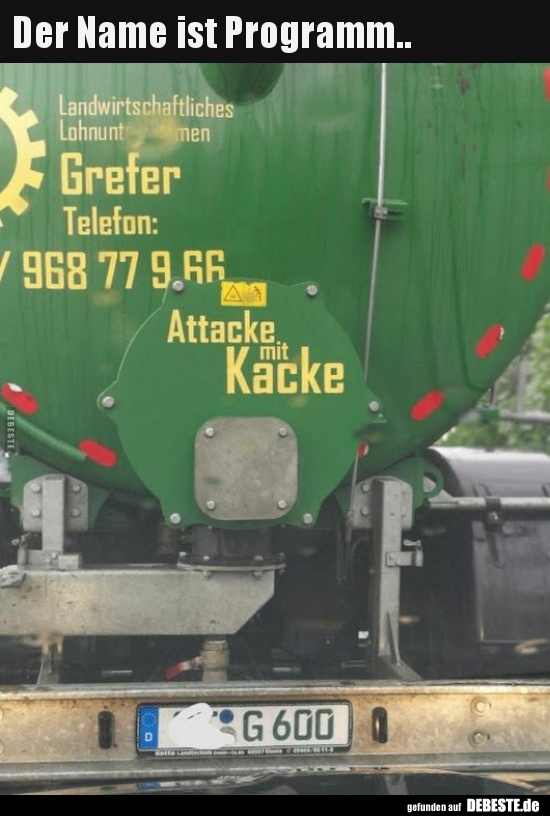 Der Name ist Programm..
Landwirtschaftliches
Grefer
Telefon:
/ 968 77 9 66
Attacke
mit
Kacke
DEBESTE
D
G 600
gefunden auf DEBESTE.de